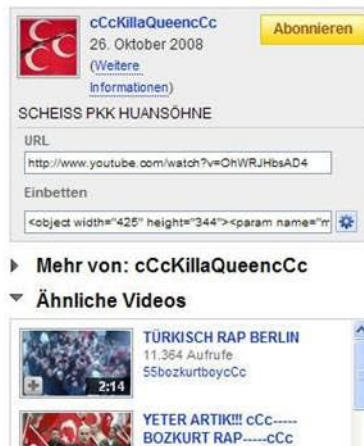 cCcKillaQueencCc
Abonnieren
26. Oktober 2008
(Weitere
Informationen)
SCHEISS PKK HUANSÖHNE
URL
http://www.youtube.com/watch?v=OhWRJHbsAD4
Einbetten
<object width="425" height="344"><param name="m
Mehr von: cCcKillaQueencCc
Ähnliche Videos
TÜRKISCH RAP BERLIN
11.364 Aufrufe
55bozkurtboycCc
2:14
YETER ARTIK!!! cCc-----
BOZKURT RAP-----cCc